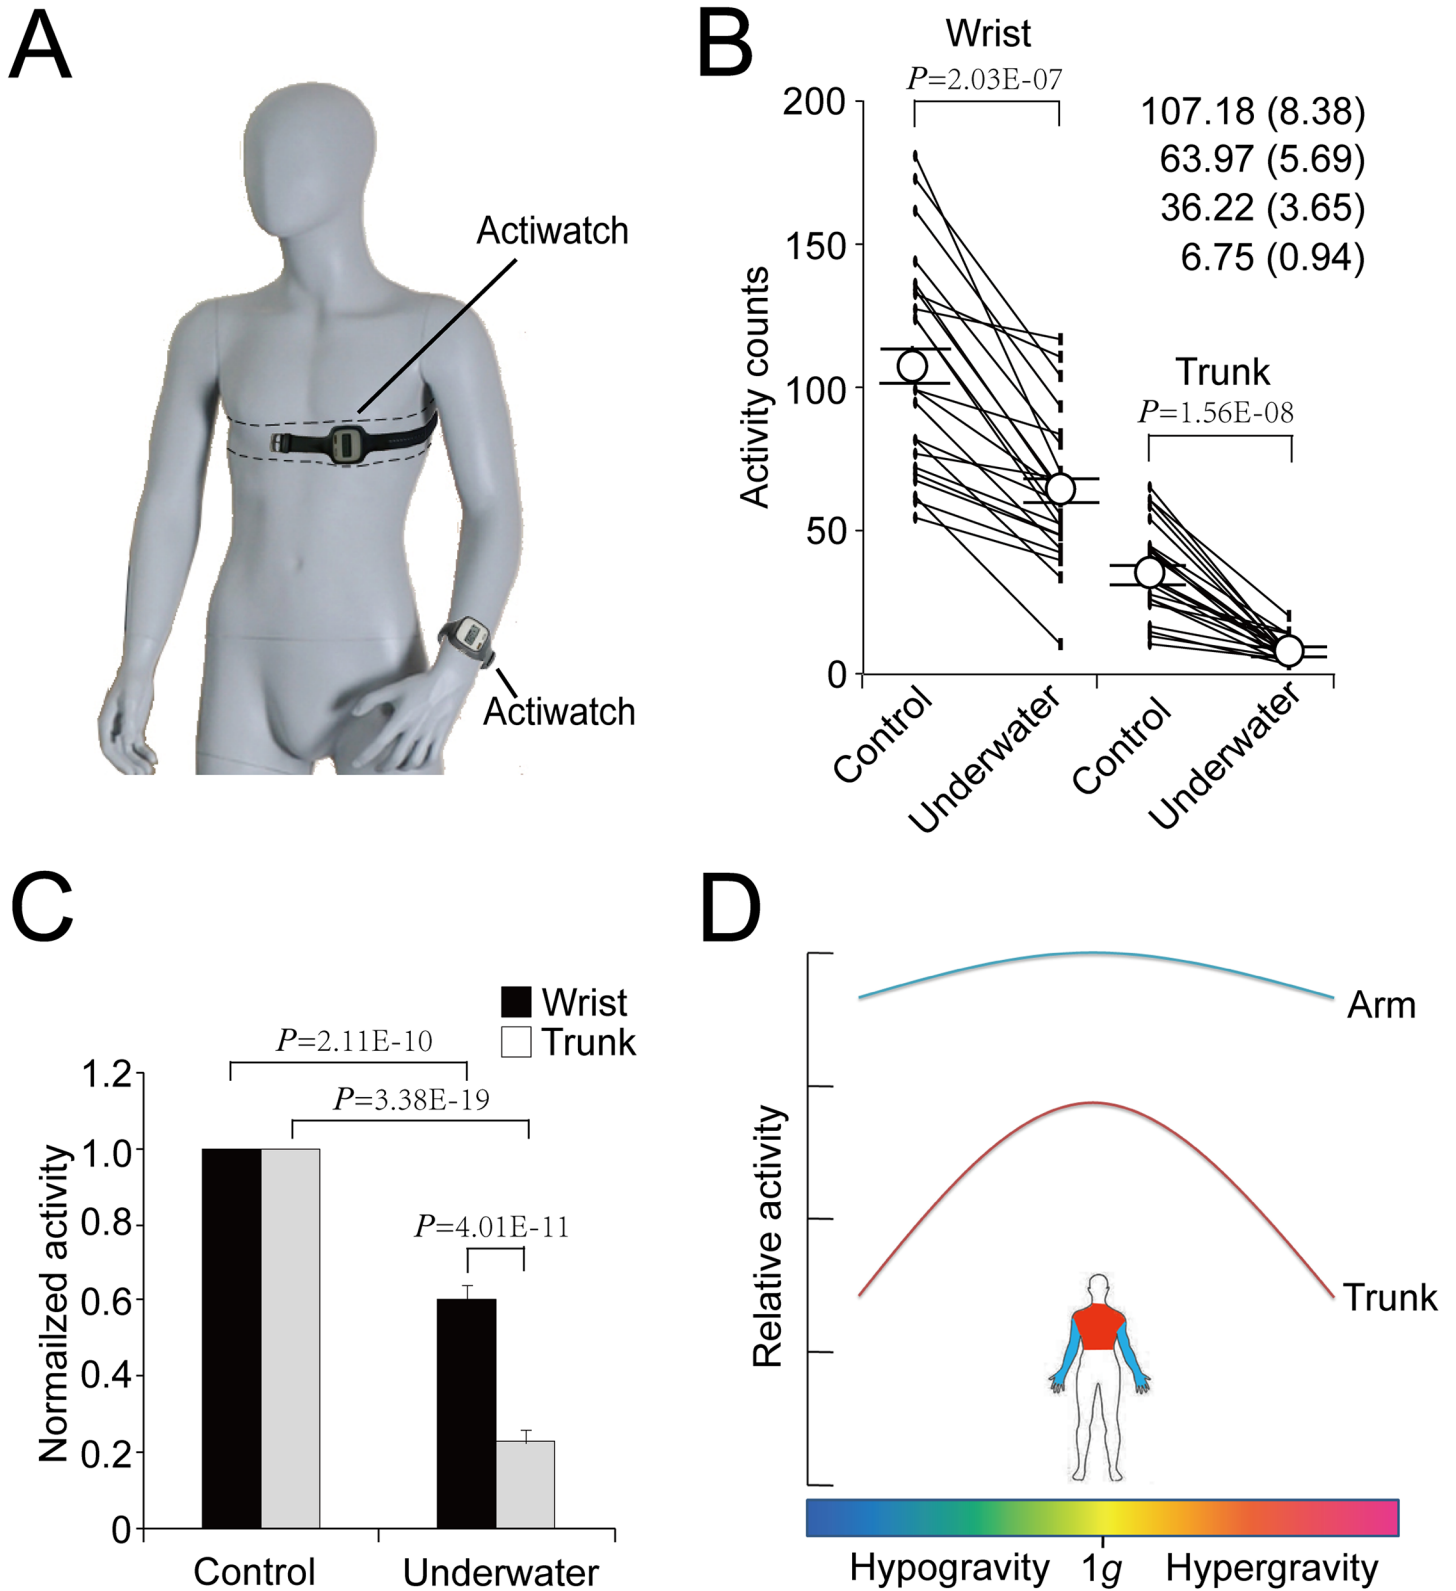 A
Actiwatch
Actiwatch
B
Wrist
P=2.03E-07
107.18 (8.38)
63.97 (5.69)
36.22 (3.65)
6.75 (0.94)
Trunk
P=1.56E-08
Activity counts
200
150
100
50
0
Control
Underwater
Control
Underwater
C
Wrist
Trunk
P=2.11E-10
P=3.38E-19
P=4.01E-11
Normailzed activity
1.2
1.0
0.8
0.6
0.4
0.2
0
Control
Underwater
D
Arm
Trunk
Relative activity
Hypogravity 1g Hypergravity